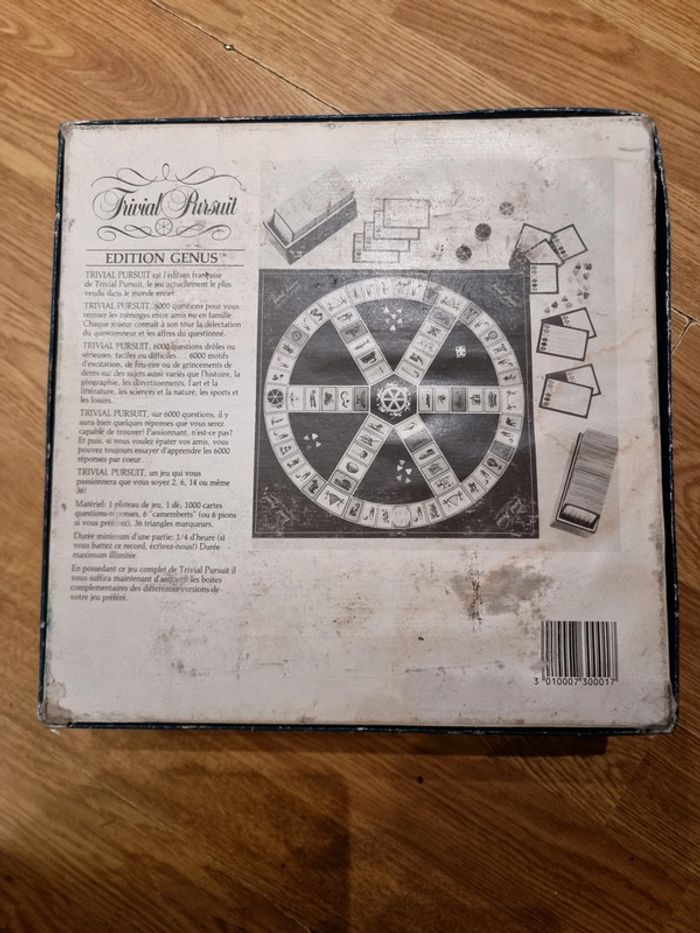 Trivial Pursuit
EDITION GENUS™
TRIVIAL PURSUIT est l'édition française
de Trivial Pursuit, le jeu actuellement le plus
vendu dans le monde entier.
TRIVIAL PURSUIT, 6000 questions pour vous
remuer les méninges entre amis ou en famille.
Chaque joueur connaît à son tour la délectation
du questionneur et les affres du questionné.
TRIVIAL PURSUIT, 6000 questions drôles ou
sérieuses, faciles ou difficiles . . . 6000 motifs
d'excitation, de fou-rire ou de grincements de
dents sur des sujets aussi variés que l'histoire, la
géographie, les divertissements, l'art et la
littérature, les sciences et la nature, les sports et
les loisirs.
TRIVIAL PURSUIT, sur 6000 questions, il y
aura bien quelques réponses que vous serez
capable de trouver! Passionnant, n'est-ce pas?
Et puis, si vous voulez épater vos amis, vous
pouvez toujours essayer d'apprendre les 6000
réponses par coeur . . .
TRIVIAL PURSUIT, un jeu qui vous
passionnera que vous soyez 2, 6, 14 ou même
36!
Matériel: 1 plateau de jeu, 1 dé, 1000 cartes
questions-réponses, 6 "camemberts" (ou 6 pions
si vous préférez), 36 triangles marqueurs.
Durée minimum d'une partie: 1/4 d'heure (si
vous battez ce record, écrivez-nous!) Durée
maximum illimitée.
En possédant ce jeu complet de Trivial Pursuit il
vous suffira maintenant d'acquérir les boites
complémentaires des différentes versions de
votre jeu préféré.
3 010007 300017